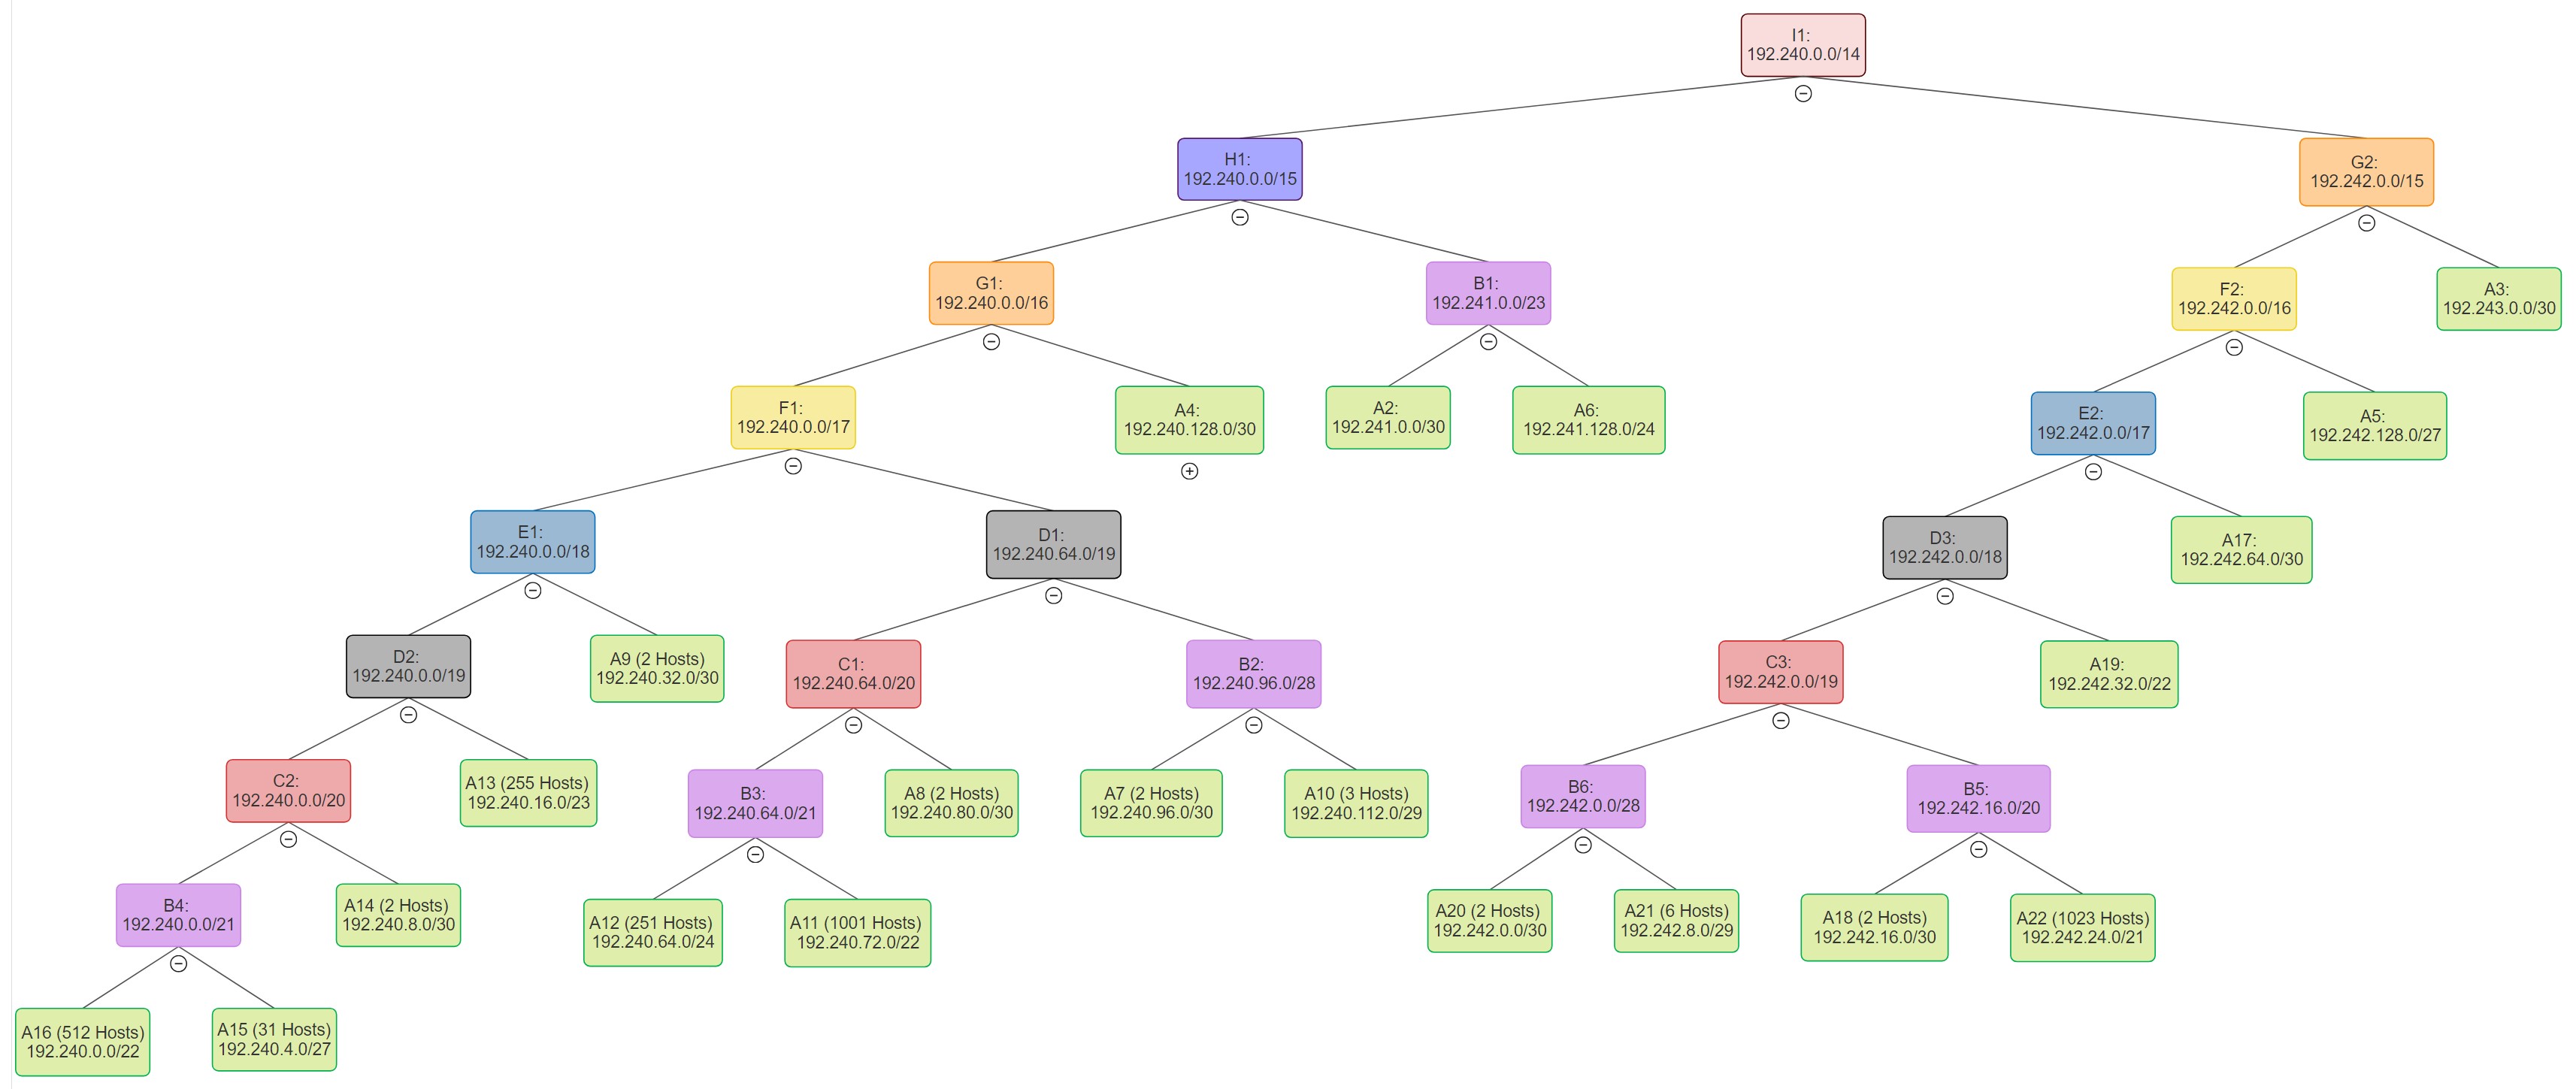 I1:
192.240.0.0/14
H1:
192.240.0.0/15
G2:
192.242.0.0/15
G1:
192.240.0.0/16
B1:
192.241.0.0/23
F2:
192.242.0.0/16
A3:
192.243.0.0/30
F1:
192.240.0.0/17
A4:
192.240.128.0/30
A2:
192.241.0.0/30
A6:
192.241.128.0/24
E2:
192.242.0.0/17
A5:
192.242.128.0/27
E1:
192.240.0.0/18
D1:
192.240.64.0/19
D3:
192.242.0.0/18
A17:
192.242.64.0/30
D2:
192.240.0.0/19
A9 (2 Hosts)
192.240.32.0/30
C1:
192.240.64.0/20
B2:
192.240.96.0/28
C3:
192.242.0.0/19
A19:
192.242.32.0/22
C2:
192.240.0.0/20
A13 (255 Hosts)
192.240.16.0/23
B3:
192.240.64.0/21
A8 (2 Hosts)
192.240.80.0/30
A7 (2 Hosts)
192.240.96.0/30
A10 (3 Hosts)
192.240.112.0/29
B6:
192.242.0.0/28
B5:
192.242.16.0/20
B4:
192.240.0.0/21
A14 (2 Hosts)
192.240.8.0/30
A12 (251 Hosts)
192.240.64.0/24
A11 (1001 Hosts)
192.240.72.0/22
A20 (2 Hosts)
192.242.0.0/30
A21 (6 Hosts)
192.242.8.0/29
A18 (2 Hosts)
192.242.16.0/30
A22 (1023 Hosts)
192.242.24.0/21
A16 (512 Hosts)
192.240.0.0/22
A15 (31 Hosts)
192.240.4.0/27